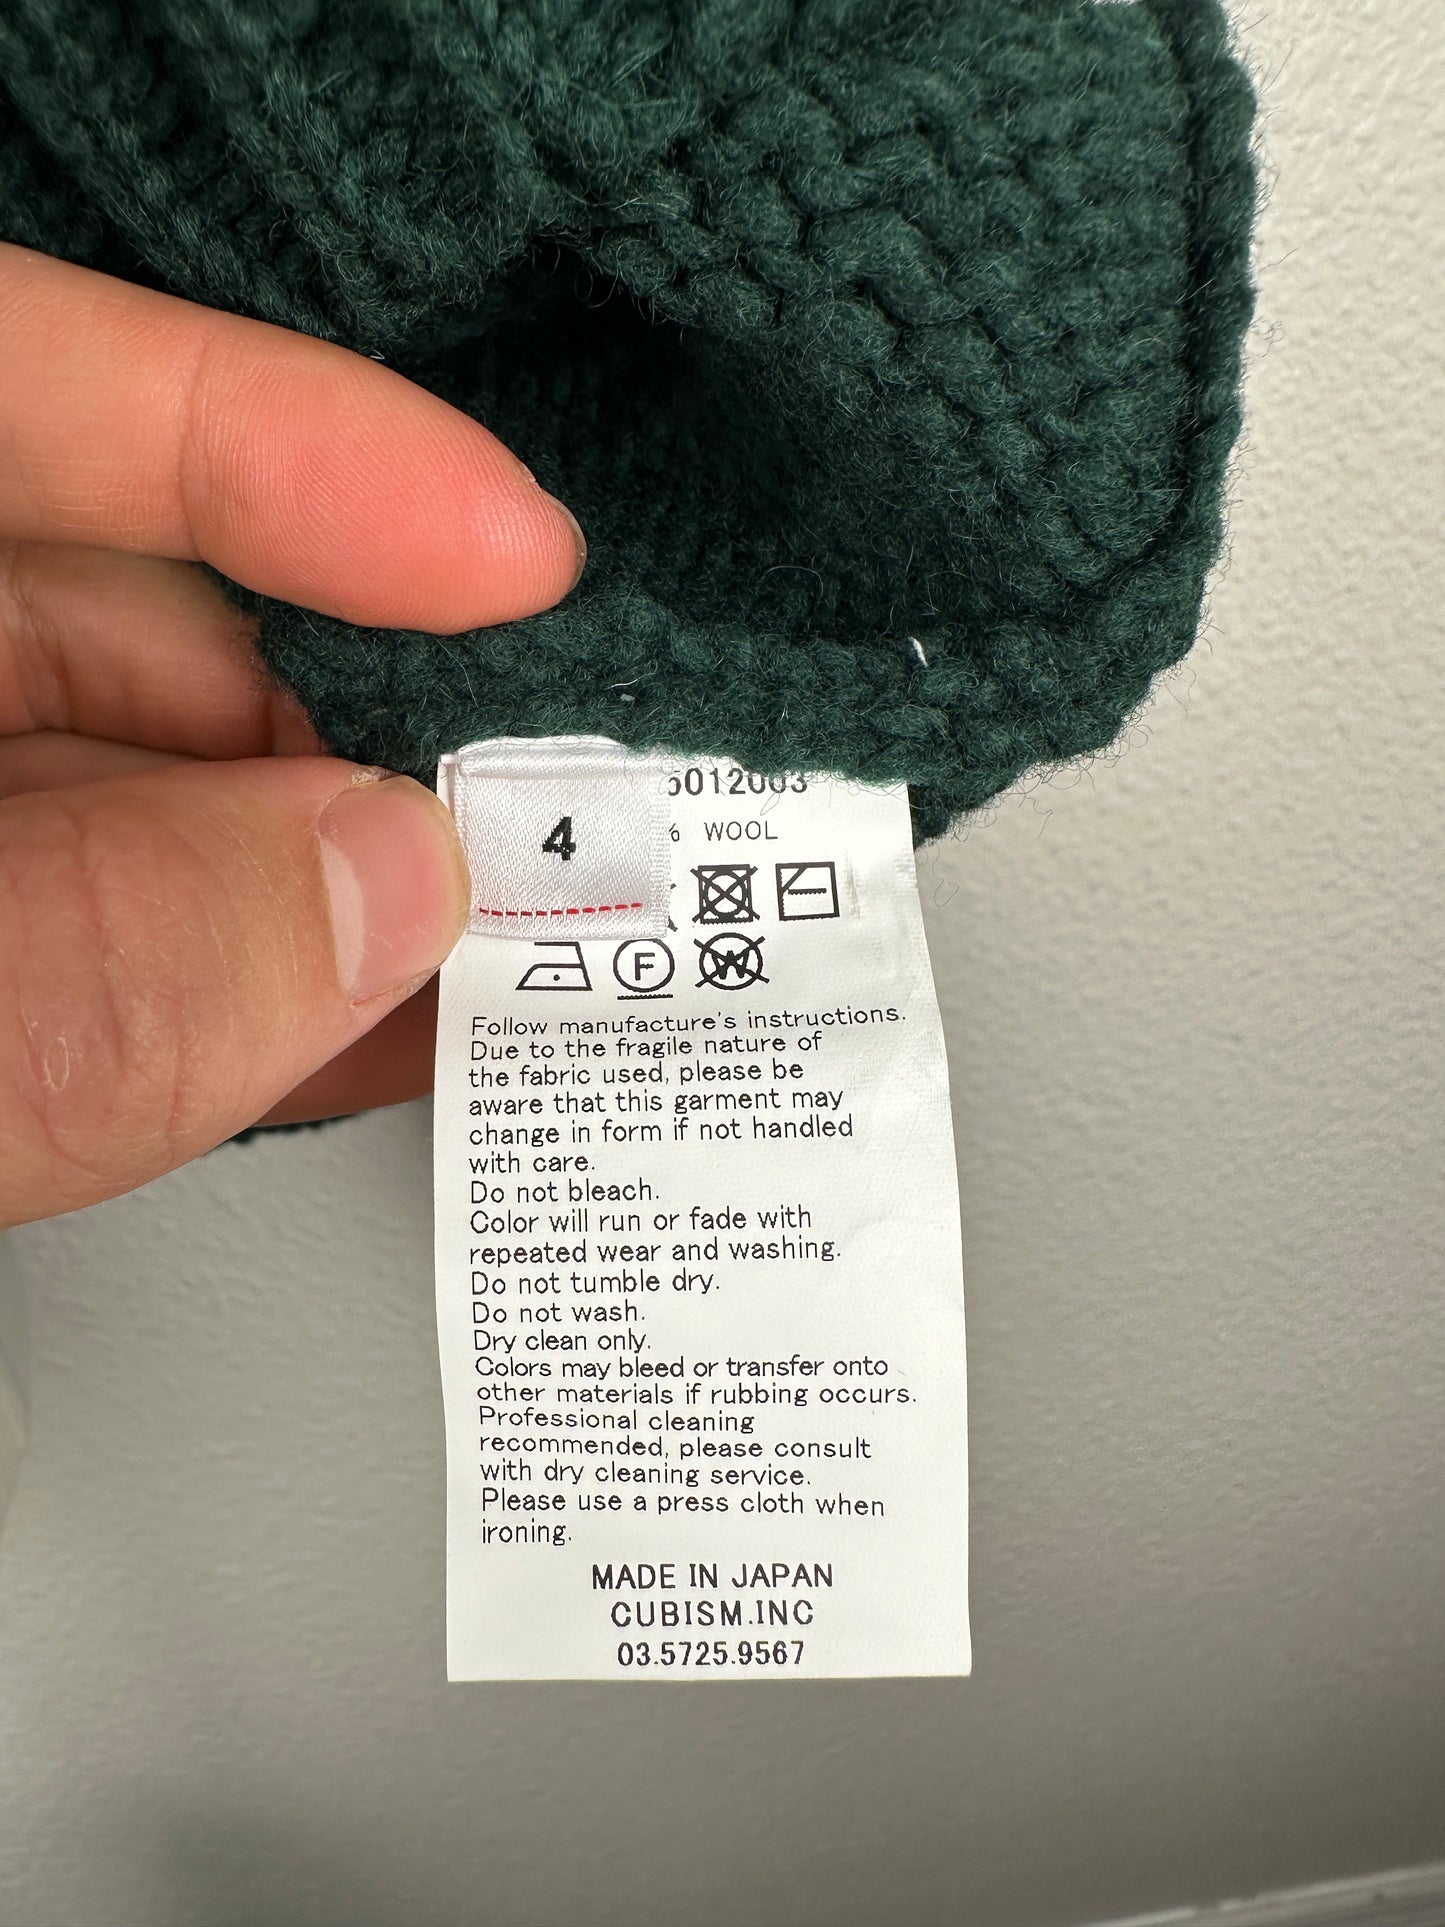 4
012003
% WOOL
F
W
Follow manufacture's instructions.
Due to the fragile nature of
the fabric used, please be
aware that this garment may
change in form if not handled
with care.
Do not bleach.
Color will run or fade with
repeated wear and washing.
Do not tumble dry.
Do not wash.
Dry clean only.
Colors may bleed or transfer onto
other materials if rubbing occurs.
Professional cleaning
recommended, please consult
with dry cleaning service.
Please use a press cloth when
ironing.
MADE IN JAPAN
CUBISM.INC
03.5725.9567